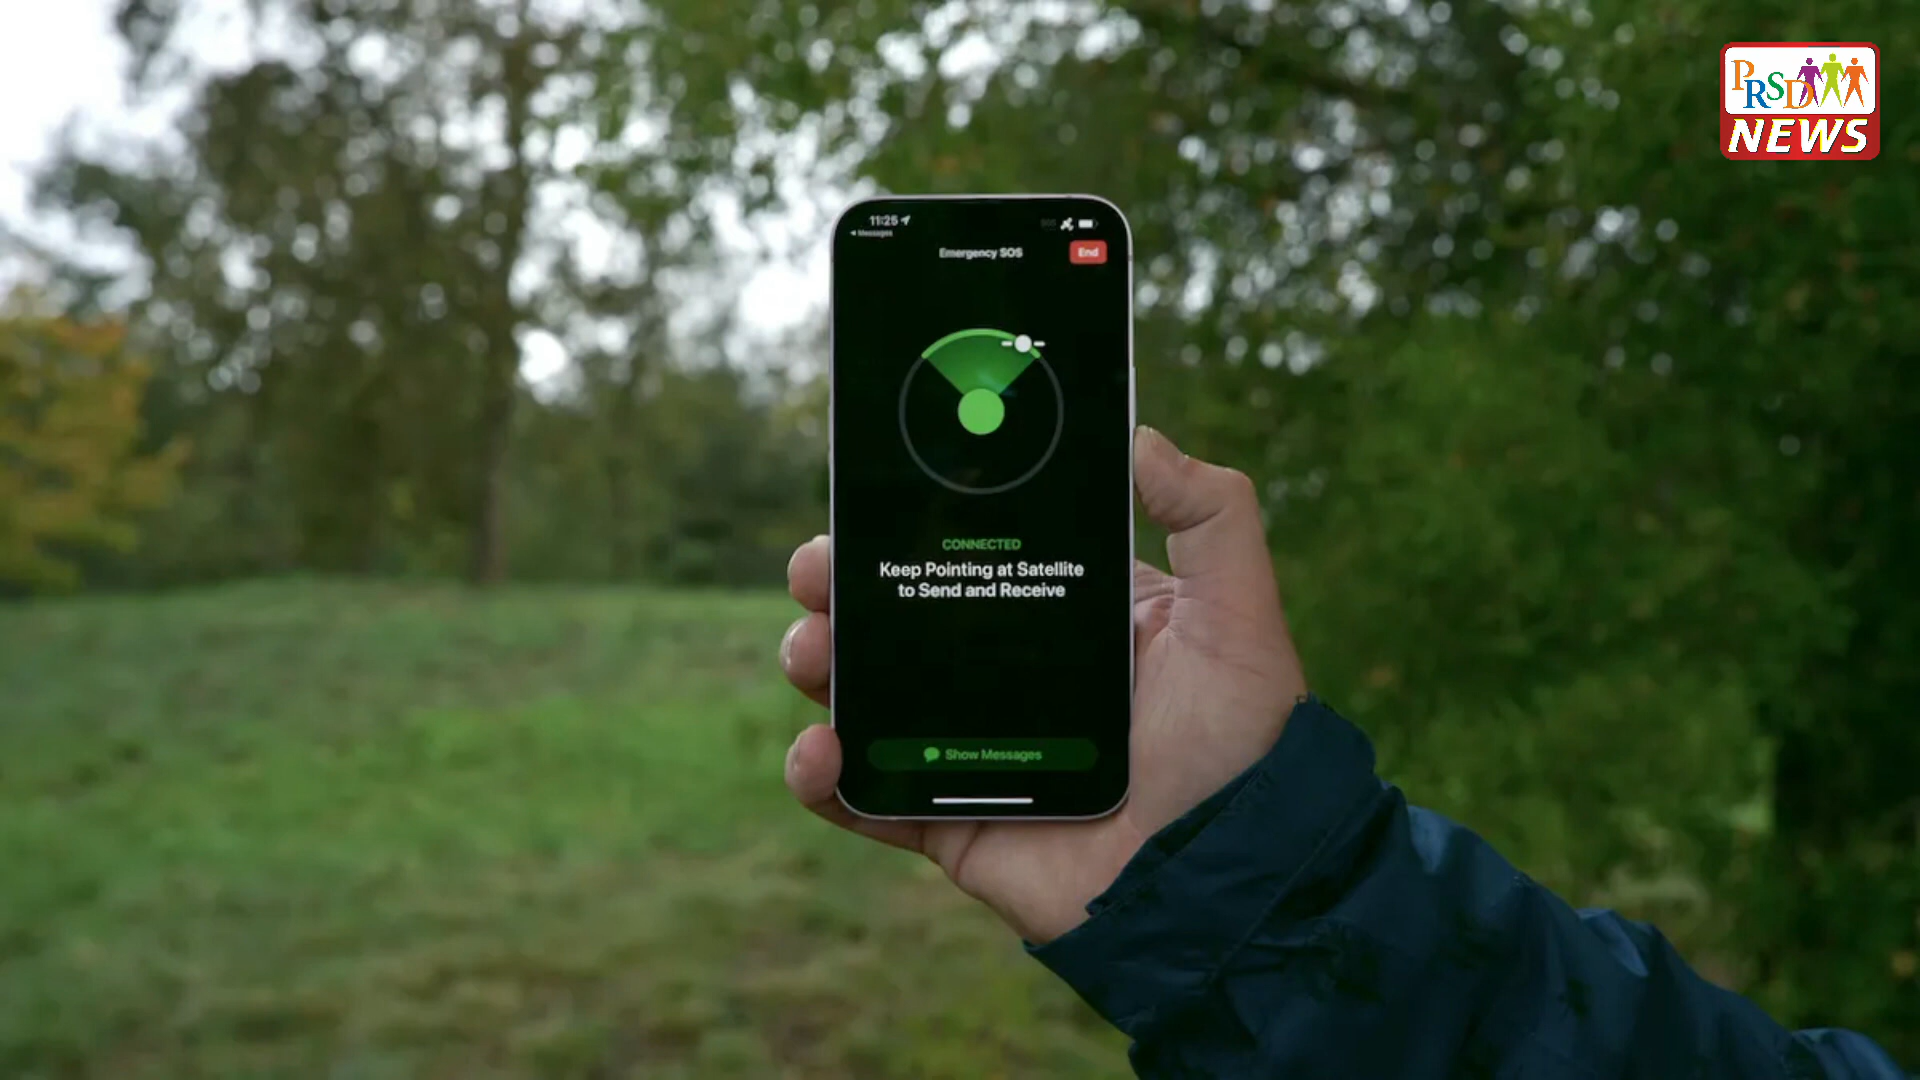 PRSD
NEWS
11:25
Messages
Emergency SOS
End
CONNECTED
Keep Pointing at Satellite
to Send and Receive
Show Messages